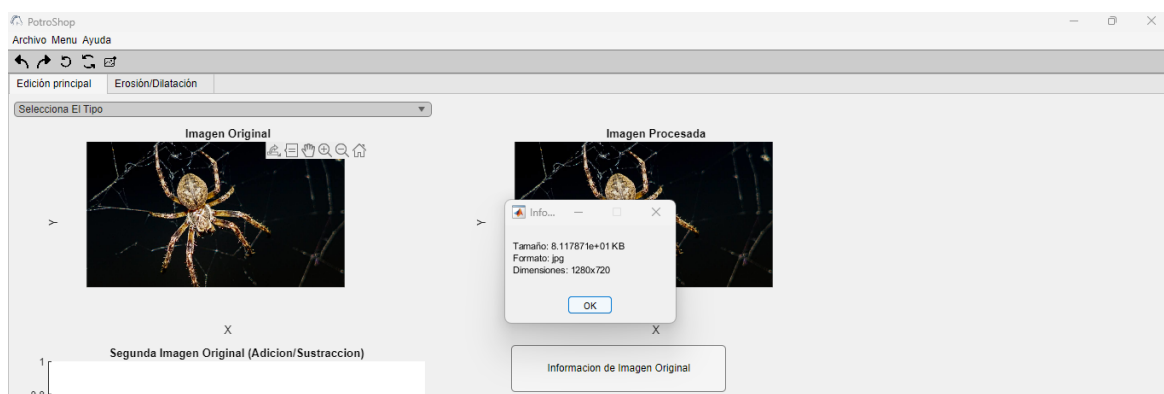 PotroShop
Archivo Menu Ayuda
Edición principal Erosión/Dilatación
Selecciona El Tipo
Imagen Original
Imagen Procesada
Y
Y
Info...
Tamaño: 8.117871e+01 KB
Formato: jpg
Dimensiones: 1280x720
OK
X
X
Segunda Imagen Original (Adicion/Sustraccion)
1
Informacion de Imagen Original